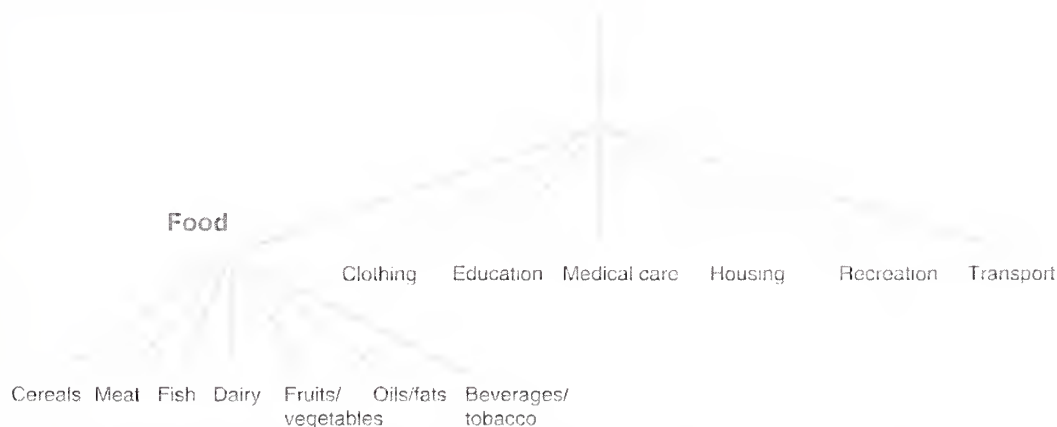 Food
Clothing Education Medical care Housing Recreation Transport
Cereals Meat Fish Dairy Fruits/ Oils/fats Beverages/
vegetables tobacco